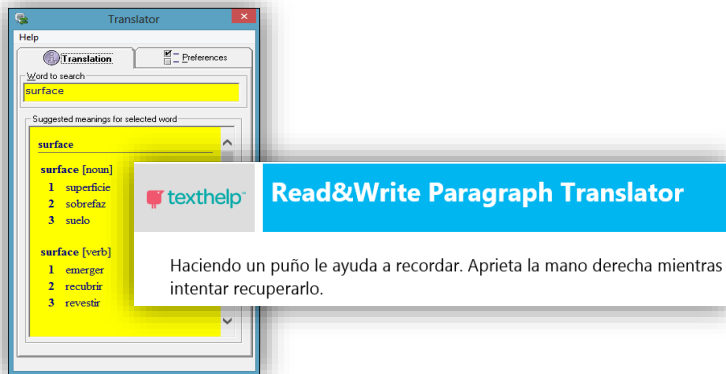 Translator
Help
Translation
Preferences
Word to search
surface
Suggested meanings for selected word
surface
surface [noun]
1 superficie
2 sobrefaz
3 suelo
surface [verb]
1 emerger
2 recubrir
3 revestir
texthelp™
Read&Write Paragraph Translator
Haciendo un puño le ayuda a recordar. Aprieta la mano derecha mientras
intentar recuperarlo.